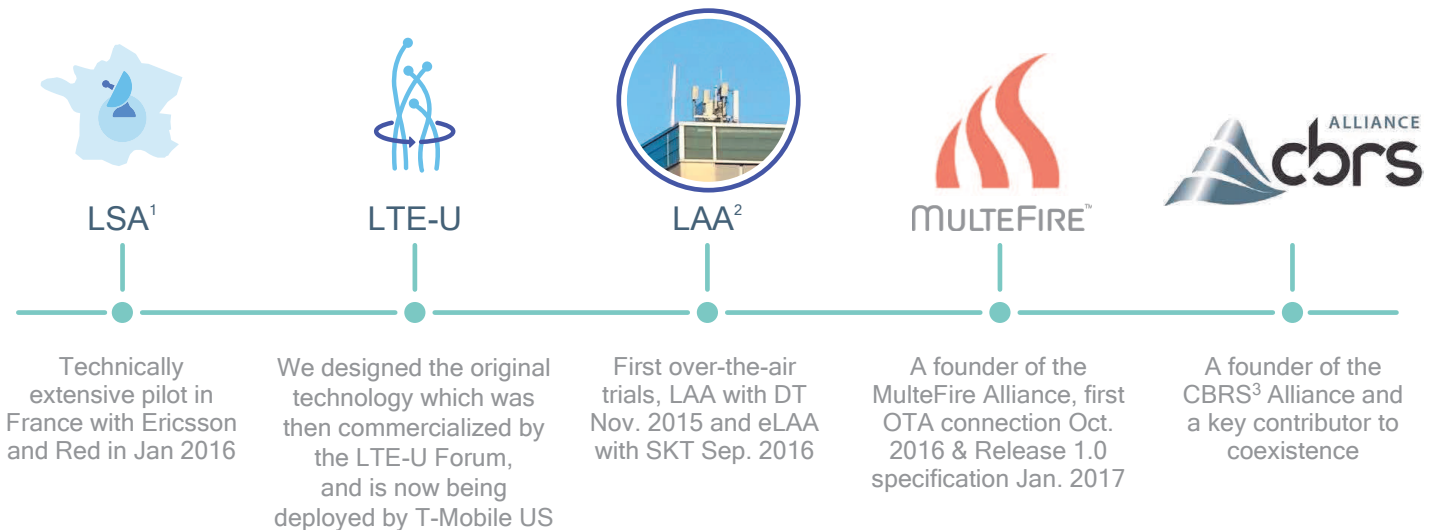 LSA¹
LTE-U
LAA²
MULTEFIRE™
ALLIANCE
cbrs
Technically
extensive pilot in
France with Ericsson
and Red in Jan 2016
We designed the original
technology which was
then commercialized by
the LTE-U Forum,
and is now being
deployed by T-Mobile US
First over-the-air
trials, LAA with DT
Nov. 2015 and eLAA
with SKT Sep. 2016
A founder of the
MulteFire Alliance, first
OTA connection Oct.
2016 & Release 1.0
specification Jan. 2017
A founder of the
CBRS³ Alliance and
a key contributor to
coexistence